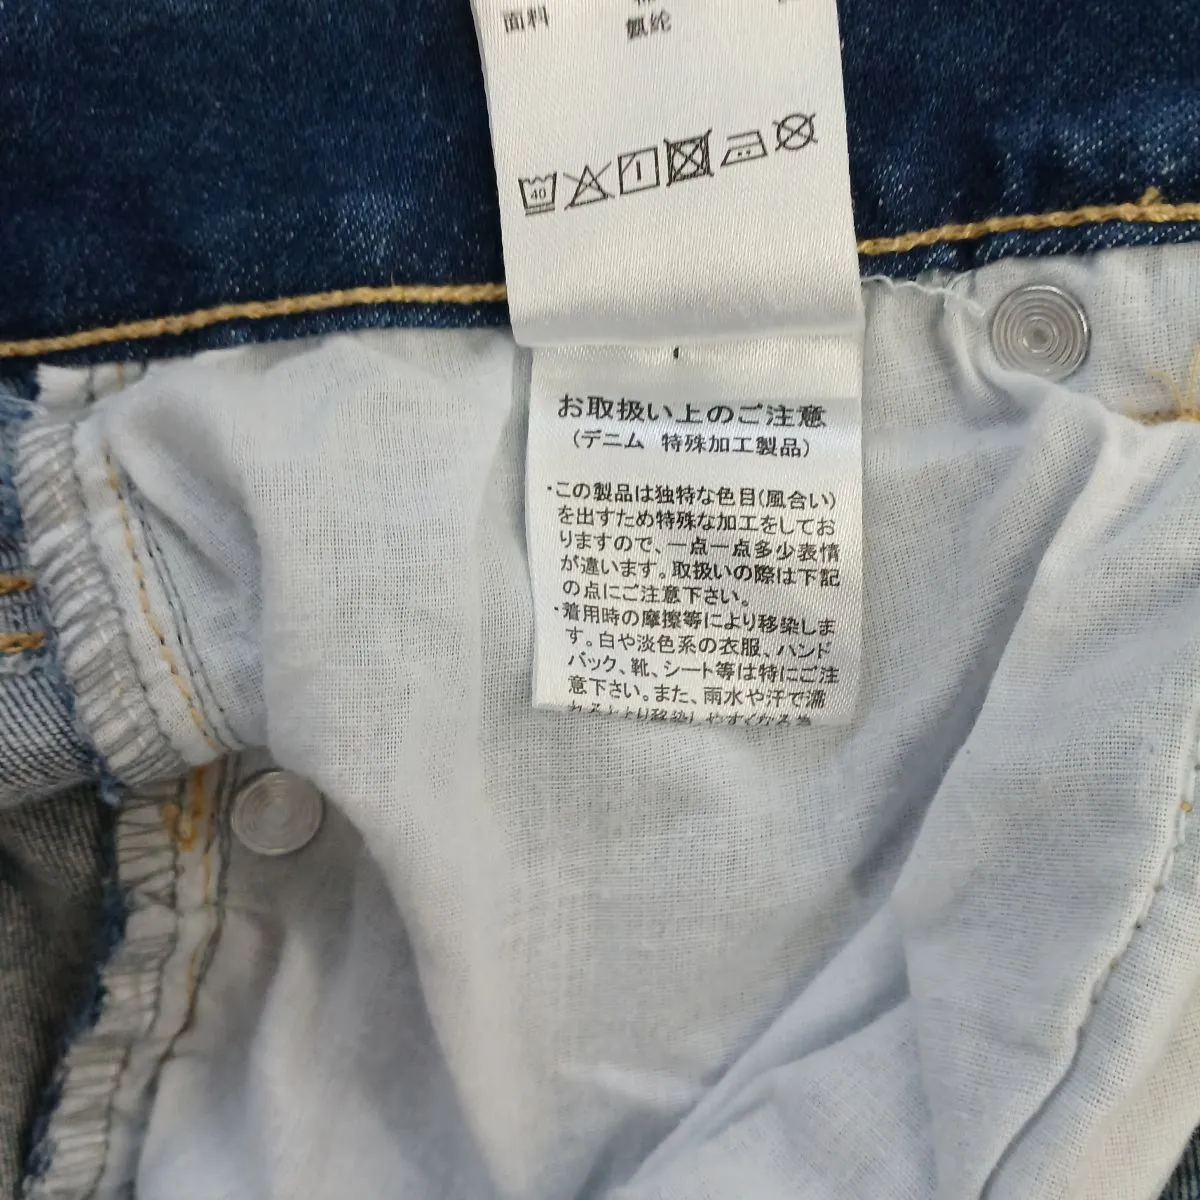 面料
氨纶
40
お取扱い上のご注意
(デニム 特殊加工製品)
・この製品は独特な色目(風合い)
を出すため特殊な加工をしてお
りますので、一点一点多少表情
が違います。取扱いの際は下記
の点にご注意下さい。
・着用時の摩擦等により移染しま
す。白や淡色系の衣服、ハンド
バック、靴、シート等は特にご注
意下さい。また、雨水や汗で濡